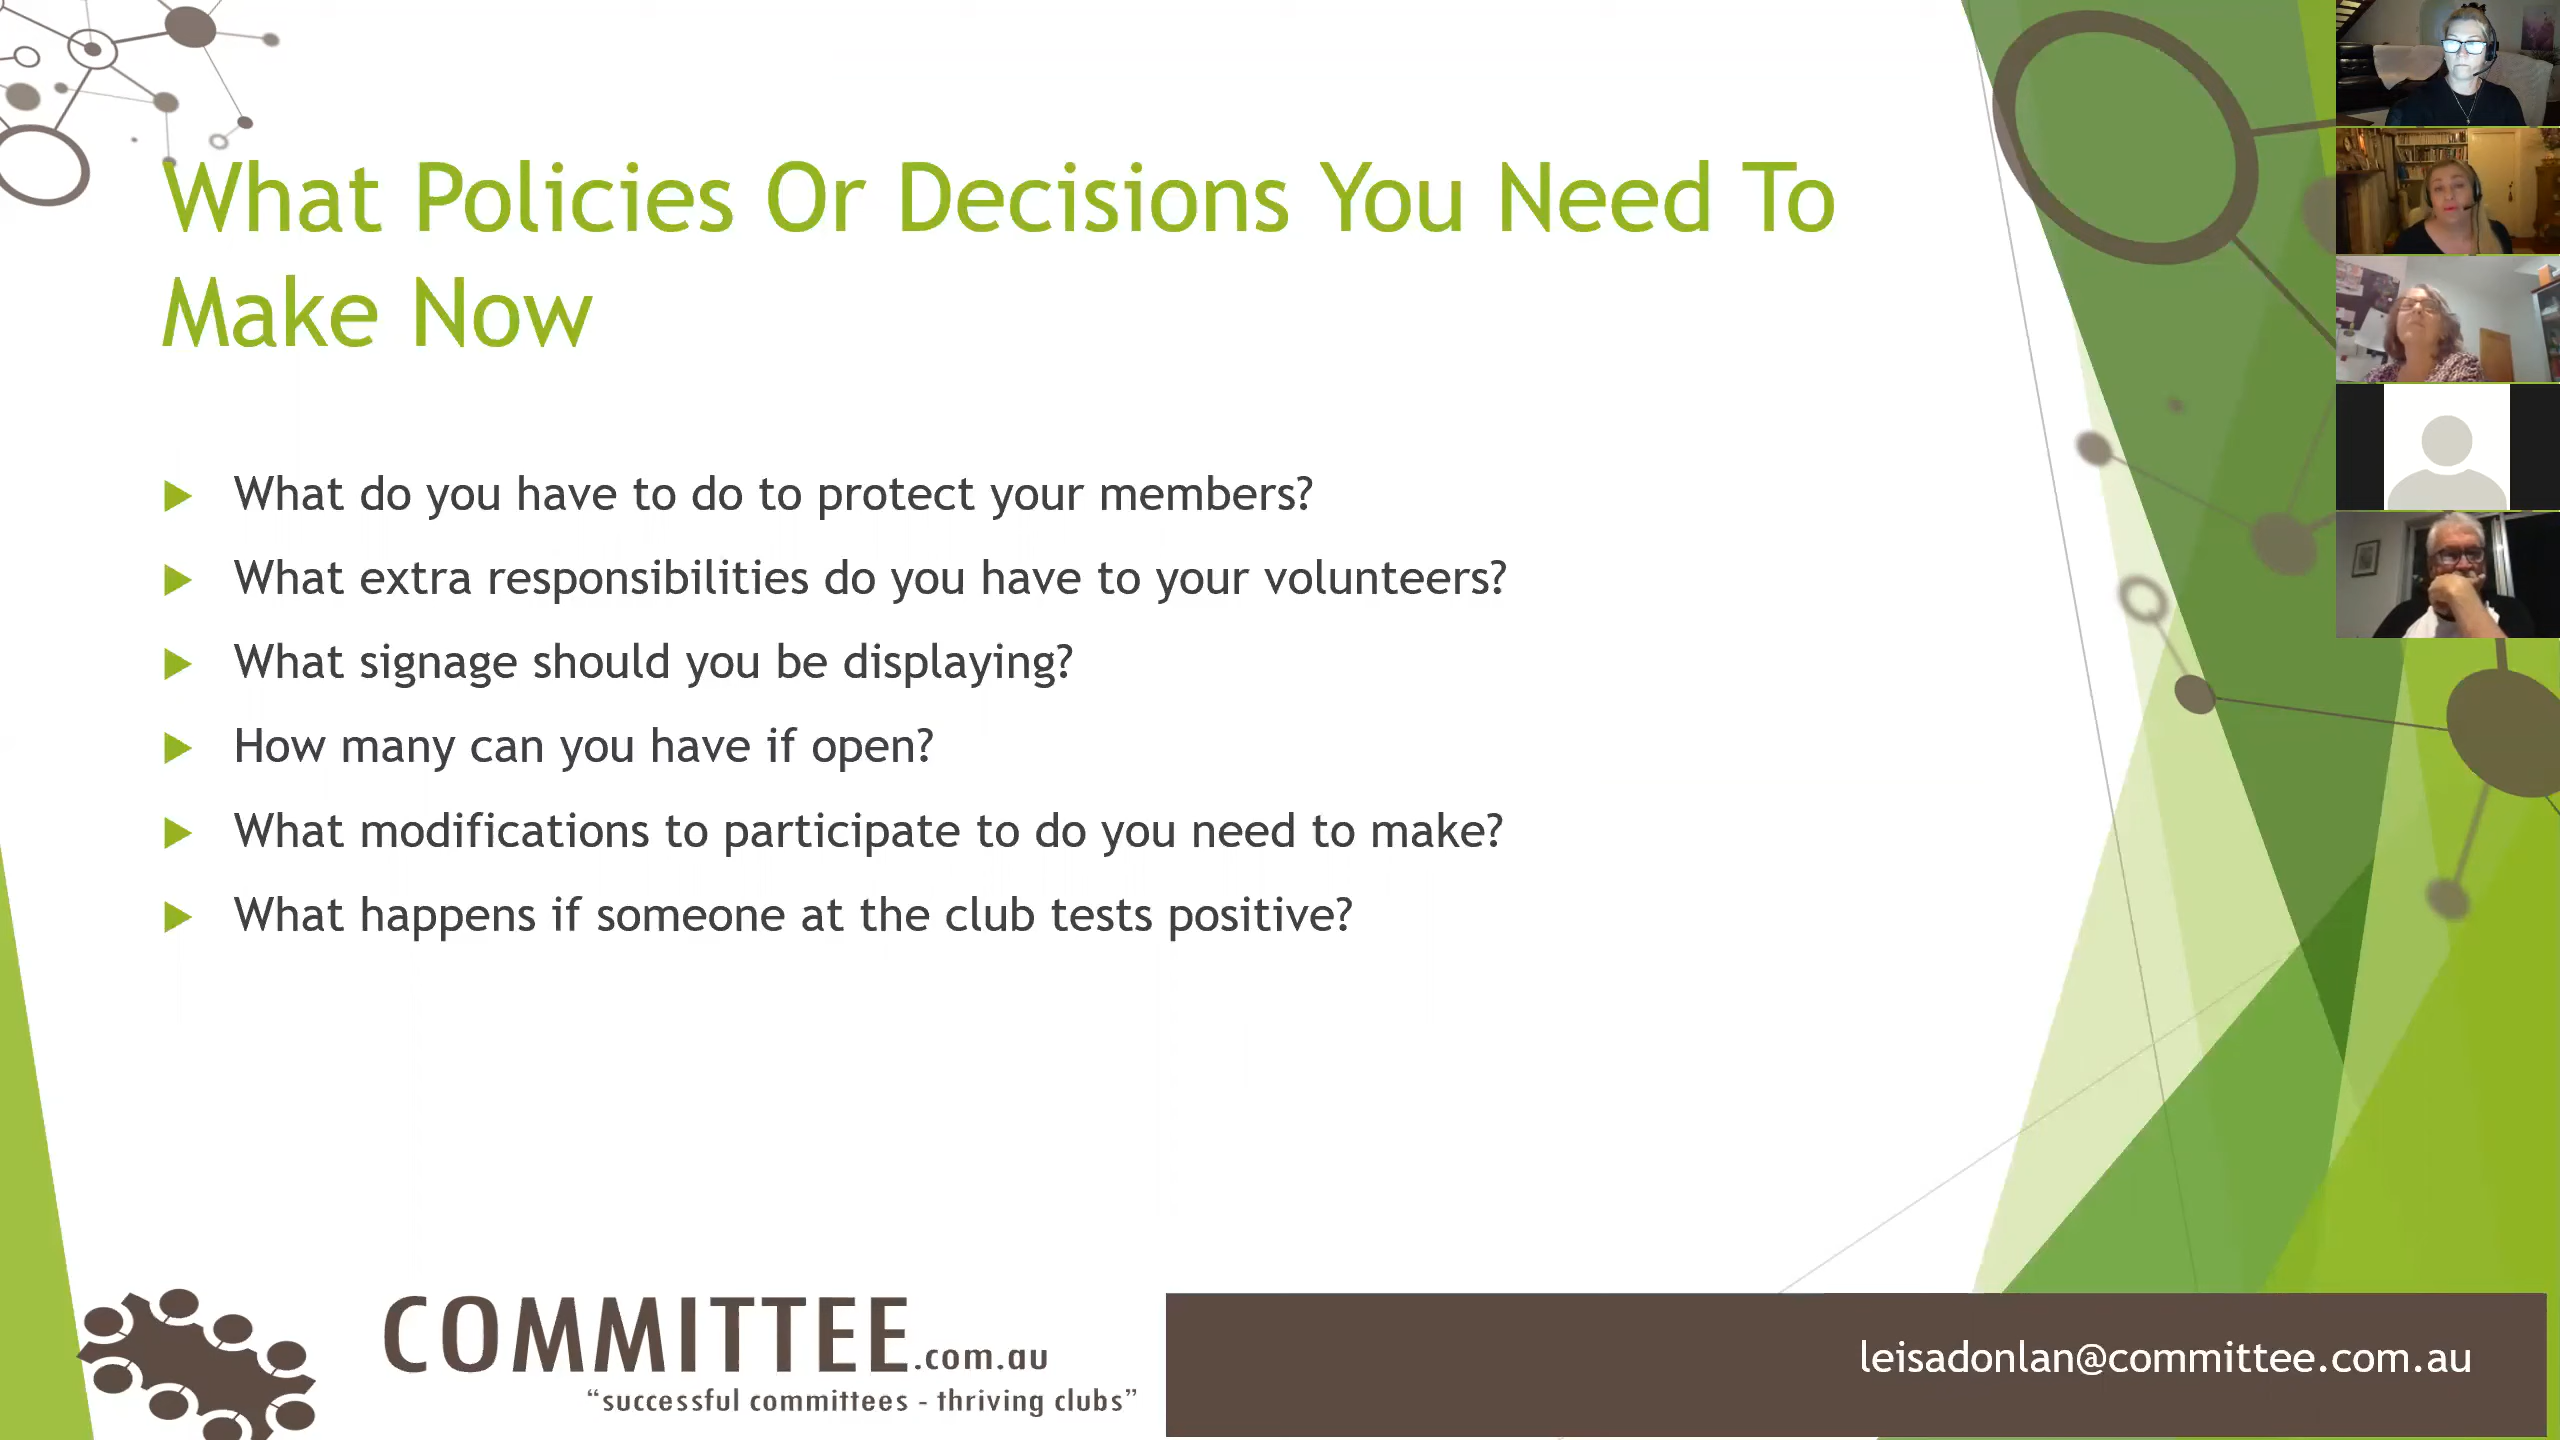 What Policies Or Decisions You Need To
Make Now
What do you have to do to protect your members?
What extra responsibilities do you have to your volunteers?
What signage should you be displaying?
How many can you have if open?
What modifications to participate to do you need to make?
What happens if someone at the club tests positive?
COMMITTEE.com.au
“successful committees - thriving clubs”
leisadonlan@committee.com.au